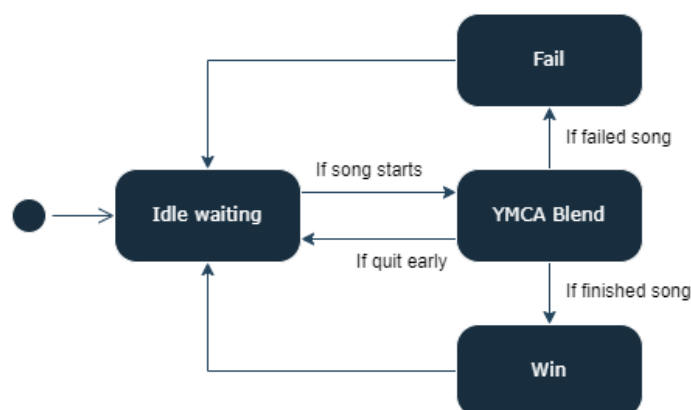 Fail
If failed song
If song starts
Idle waiting
YMCA Blend
If quit early
If finished song
Win